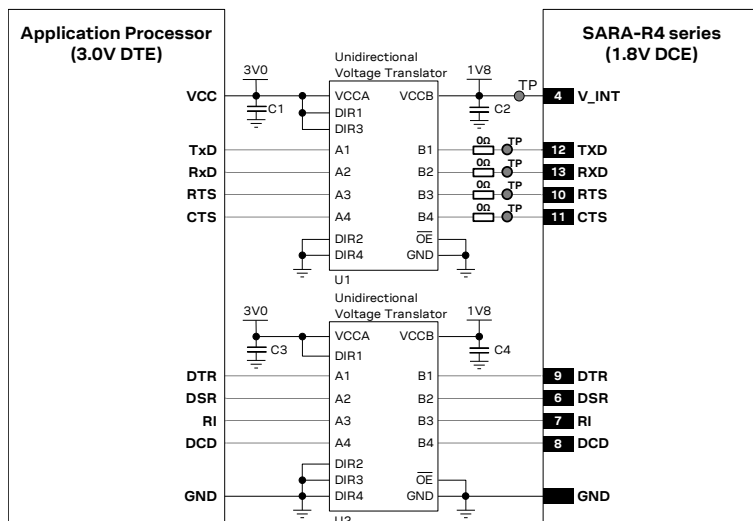 Application Processor
(3.0V DTE)
SARA-R4 series
(1.8V DCE)
Unidirectional
Voltage Translator
3V0
1V8
TP
VCC
C1
VCCA
VCCB
C2
4
V_INT
DIR1
DIR3
0Ω
TP
TxD
A1
B1
12
TXD
0Ω
TP
RxD
A2
B2
13
RXD
0Ω
TP
RTS
A3
B3
10
RTS
0Ω
TP
CTS
A4
B4
11
CTS
DIR2
OE
DIR4
GND
U1
Unidirectional
Voltage Translator
3V0
1V8
VCCA
VCCB
C3
DIR1
C4
DTR
A1
B1
9
DTR
DSR
A2
B2
6
DSR
RI
A3
B3
7
RI
DCD
A4
B4
8
DCD
DIR2
DIR3
OE
GND
DIR4
GND
GND
U2